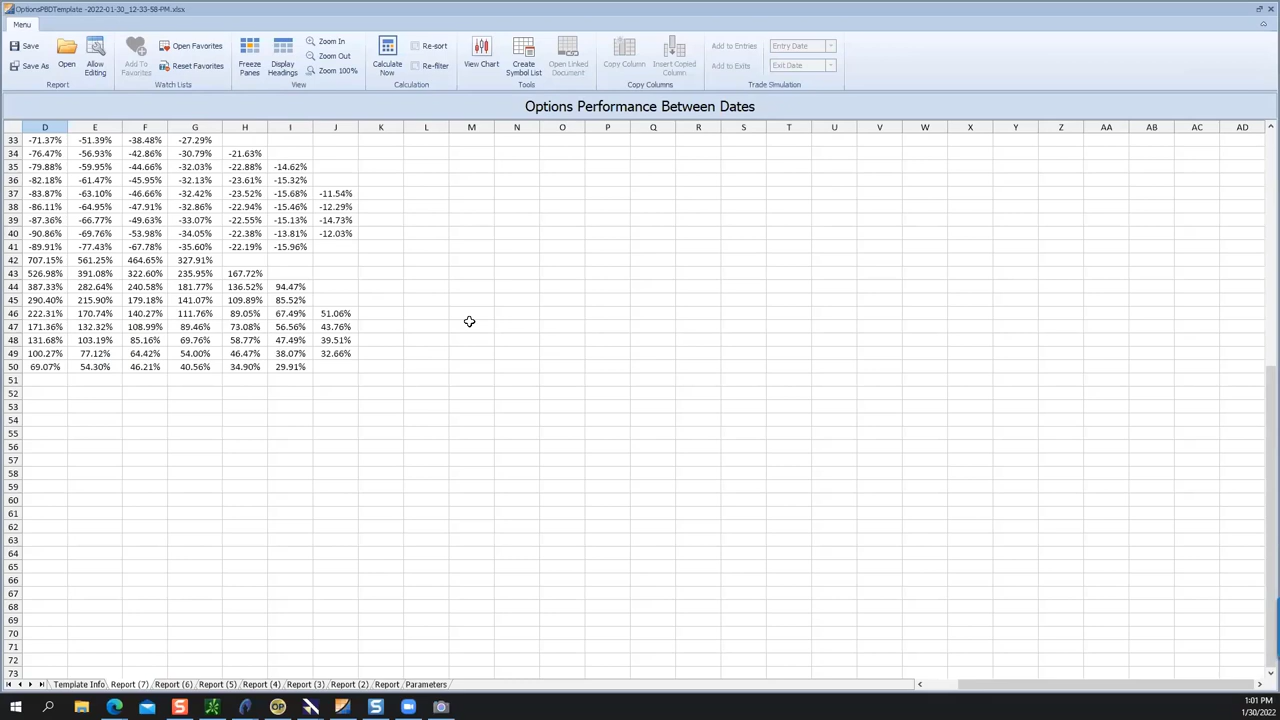 OptionsPBDTemplate -2022-01-30_12-33-58-PM.xlsx
Menu
Save Save As Open Allow Editing Report
Add To Favorites Open Favorites Reset Favorites Watch Lists
Freeze Panes Display Headings Zoom In Zoom Out Zoom 100% View
Calculate Now Re-sort Re-filter Calculation
View Chart Create Symbol List Open Linked Document Tools
Copy Column Insert Copied Column Copy Columns
Add to Entries Entry Date Add to Exits Exit Date Trade Simulation
Options Performance Between Dates
D E F G H I J K L M N O P Q R S T U V W X Y Z AA AB AC AD
33 -71.37% -51.39% -38.48% -27.29%
34 -76.47% -56.93% -42.86% -30.79% -21.63%
35 -79.88% -59.95% -44.66% -32.03% -22.88% -14.62%
36 -82.18% -61.47% -45.95% -32.13% -23.61% -15.32%
37 -83.87% -63.10% -46.66% -32.42% -23.52% -15.68% -11.54%
38 -86.11% -64.95% -47.91% -32.86% -22.94% -15.46% -12.29%
39 -87.36% -66.77% -49.63% -33.07% -22.55% -15.13% -14.73%
40 -90.86% -69.76% -53.98% -34.05% -22.38% -13.81% -12.03%
41 -89.91% -77.43% -67.78% -35.60% -22.19% -15.96%
42 707.15% 561.25% 464.65% 327.91%
43 526.98% 391.08% 322.60% 235.95% 167.72%
44 387.33% 282.64% 240.58% 181.77% 136.52% 94.47%
45 290.40% 215.90% 179.18% 141.07% 109.89% 85.52%
46 222.31% 170.74% 140.27% 111.76% 89.05% 67.49% 51.06%
47 171.36% 132.32% 108.99% 89.46% 73.08% 56.56% 43.76%
48 131.68% 103.19% 85.16% 69.76% 58.77% 47.49% 39.51%
49 100.27% 77.12% 64.42% 54.00% 46.47% 38.07% 32.66%
50 69.07% 54.30% 46.21% 40.56% 34.90% 29.91%
51
52
53
54
55
56
57
58
59
60
61
62
63
64
65
66
67
68
69
70
71
72
73
Template Info Report (7) Report (6) Report (5) Report (4) Report (3) Report (2) Report Parameters
1:01 PM
1/30/2022